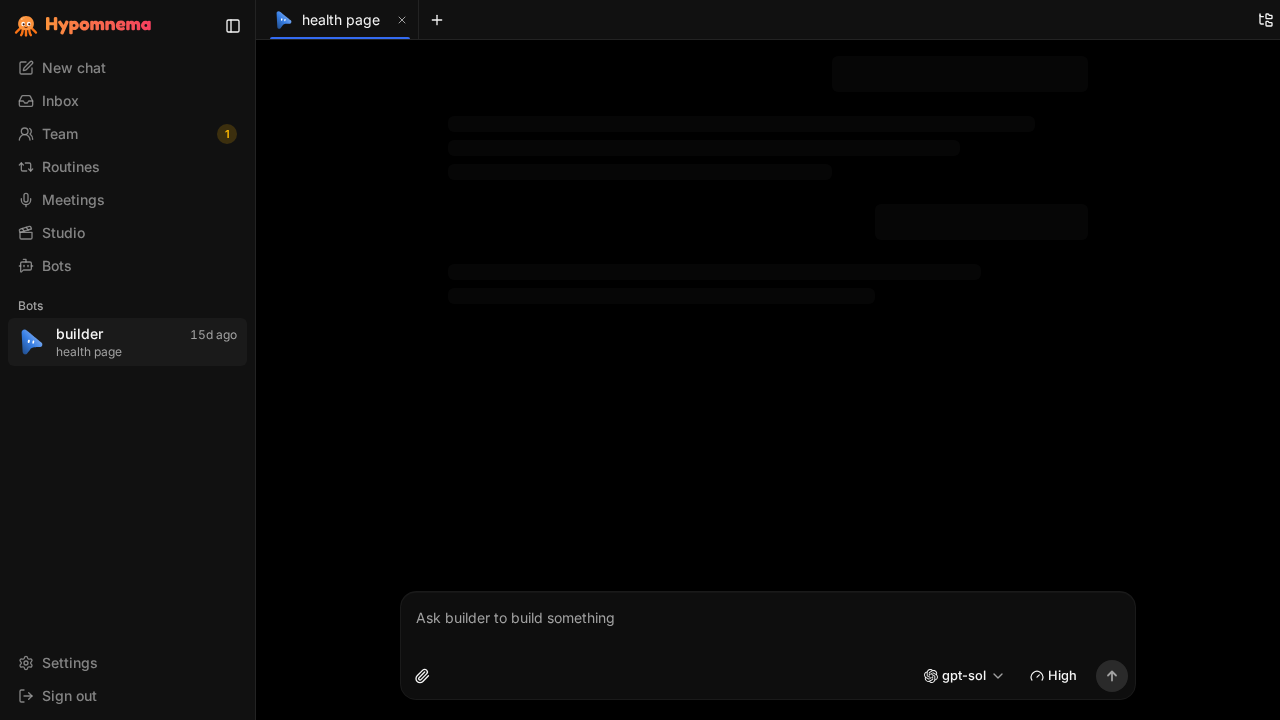 Hypomnema
New chat
Inbox
Team 1
Routines
Meetings
Studio
Bots
Bots
builder 15d ago
health page
Settings
Sign out
health page
Ask builder to build something
gpt-sol High